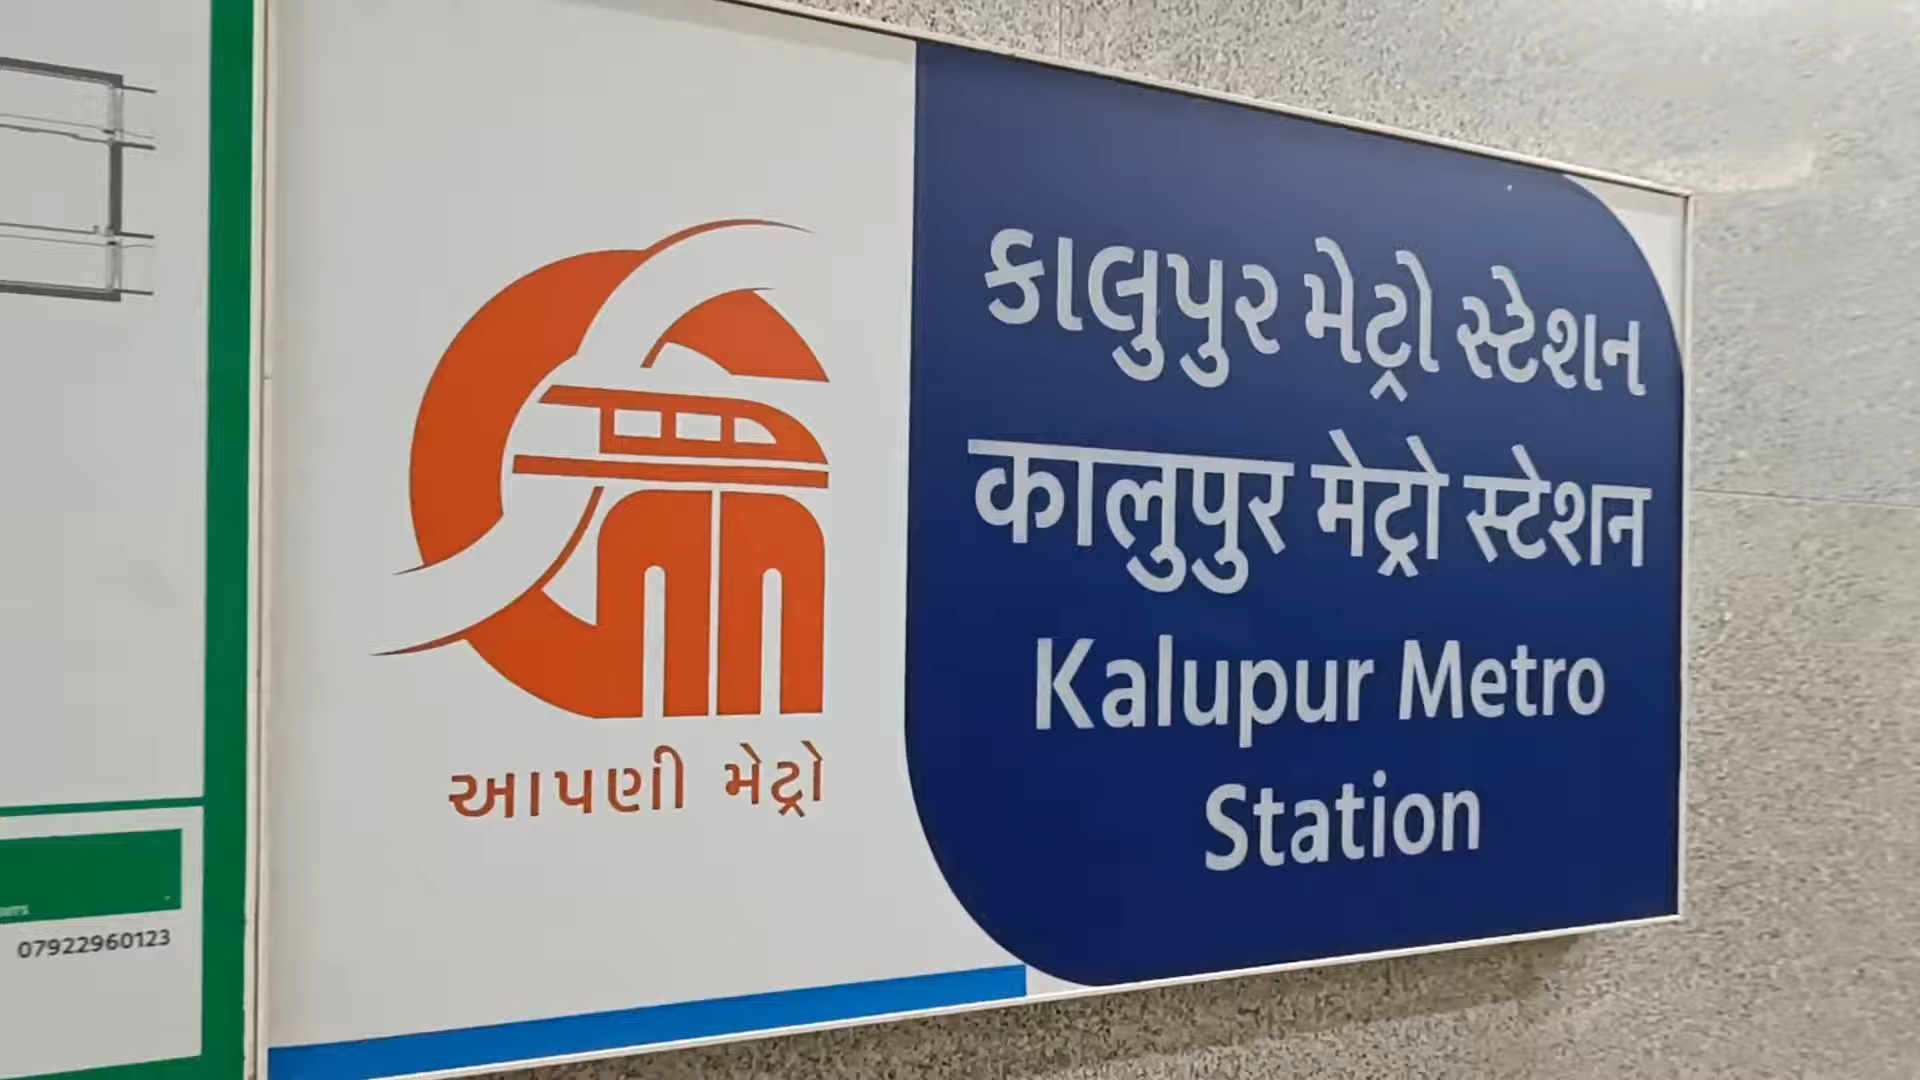 07922960123
આપણી મેટ્રો
કાલુપુર મેટ્રો સ્ટેશન
कालुपुर मेट्रो स्टेशन
Kalupur Metro
Station